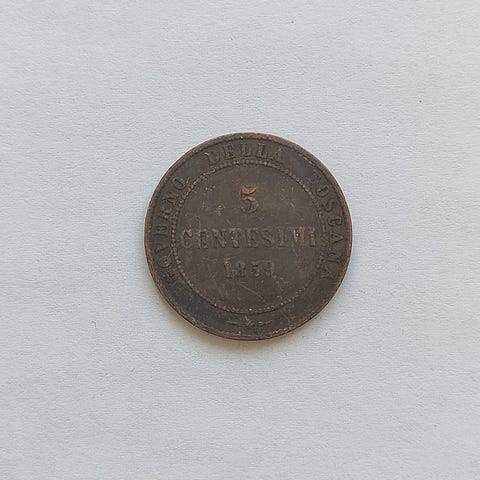 GOVERNO DELLA TOSCANA
5
CENTESIMI
1859